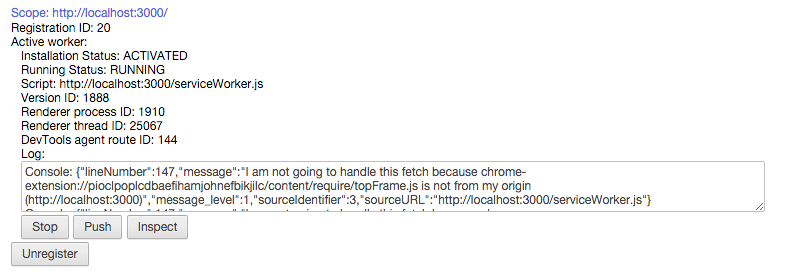 Scope: http://localhost:3000/
Registration ID: 20
Active worker:
Installation Status: ACTIVATED
Running Status: RUNNING
Script: http://localhost:3000/serviceWorker.js
Version ID: 1888
Renderer process ID: 1910
Renderer thread ID: 25067
DevTools agent route ID: 144
Log:
Console: {"lineNumber":147,"message":"I am not going to handle this fetch because chrome-
extension://pioclpoplcdbaefihamjohnefbikjilc/content/require/topFrame.js is not from my origin
(http://localhost:3000)","message_level":1,"sourceIdentifier":3,"sourceURL":"http://localhost:3000/serviceWorker.js"}
Stop Push Inspect
Unregister